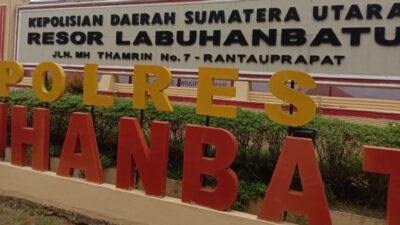 KEPOLISIAN DAERAH SUMATERA UTARA
RESOR LABUHANBATU
JLN. MH THAMRIN No. 7 - RANTAUPRAPAT
POLRES
HANBAT